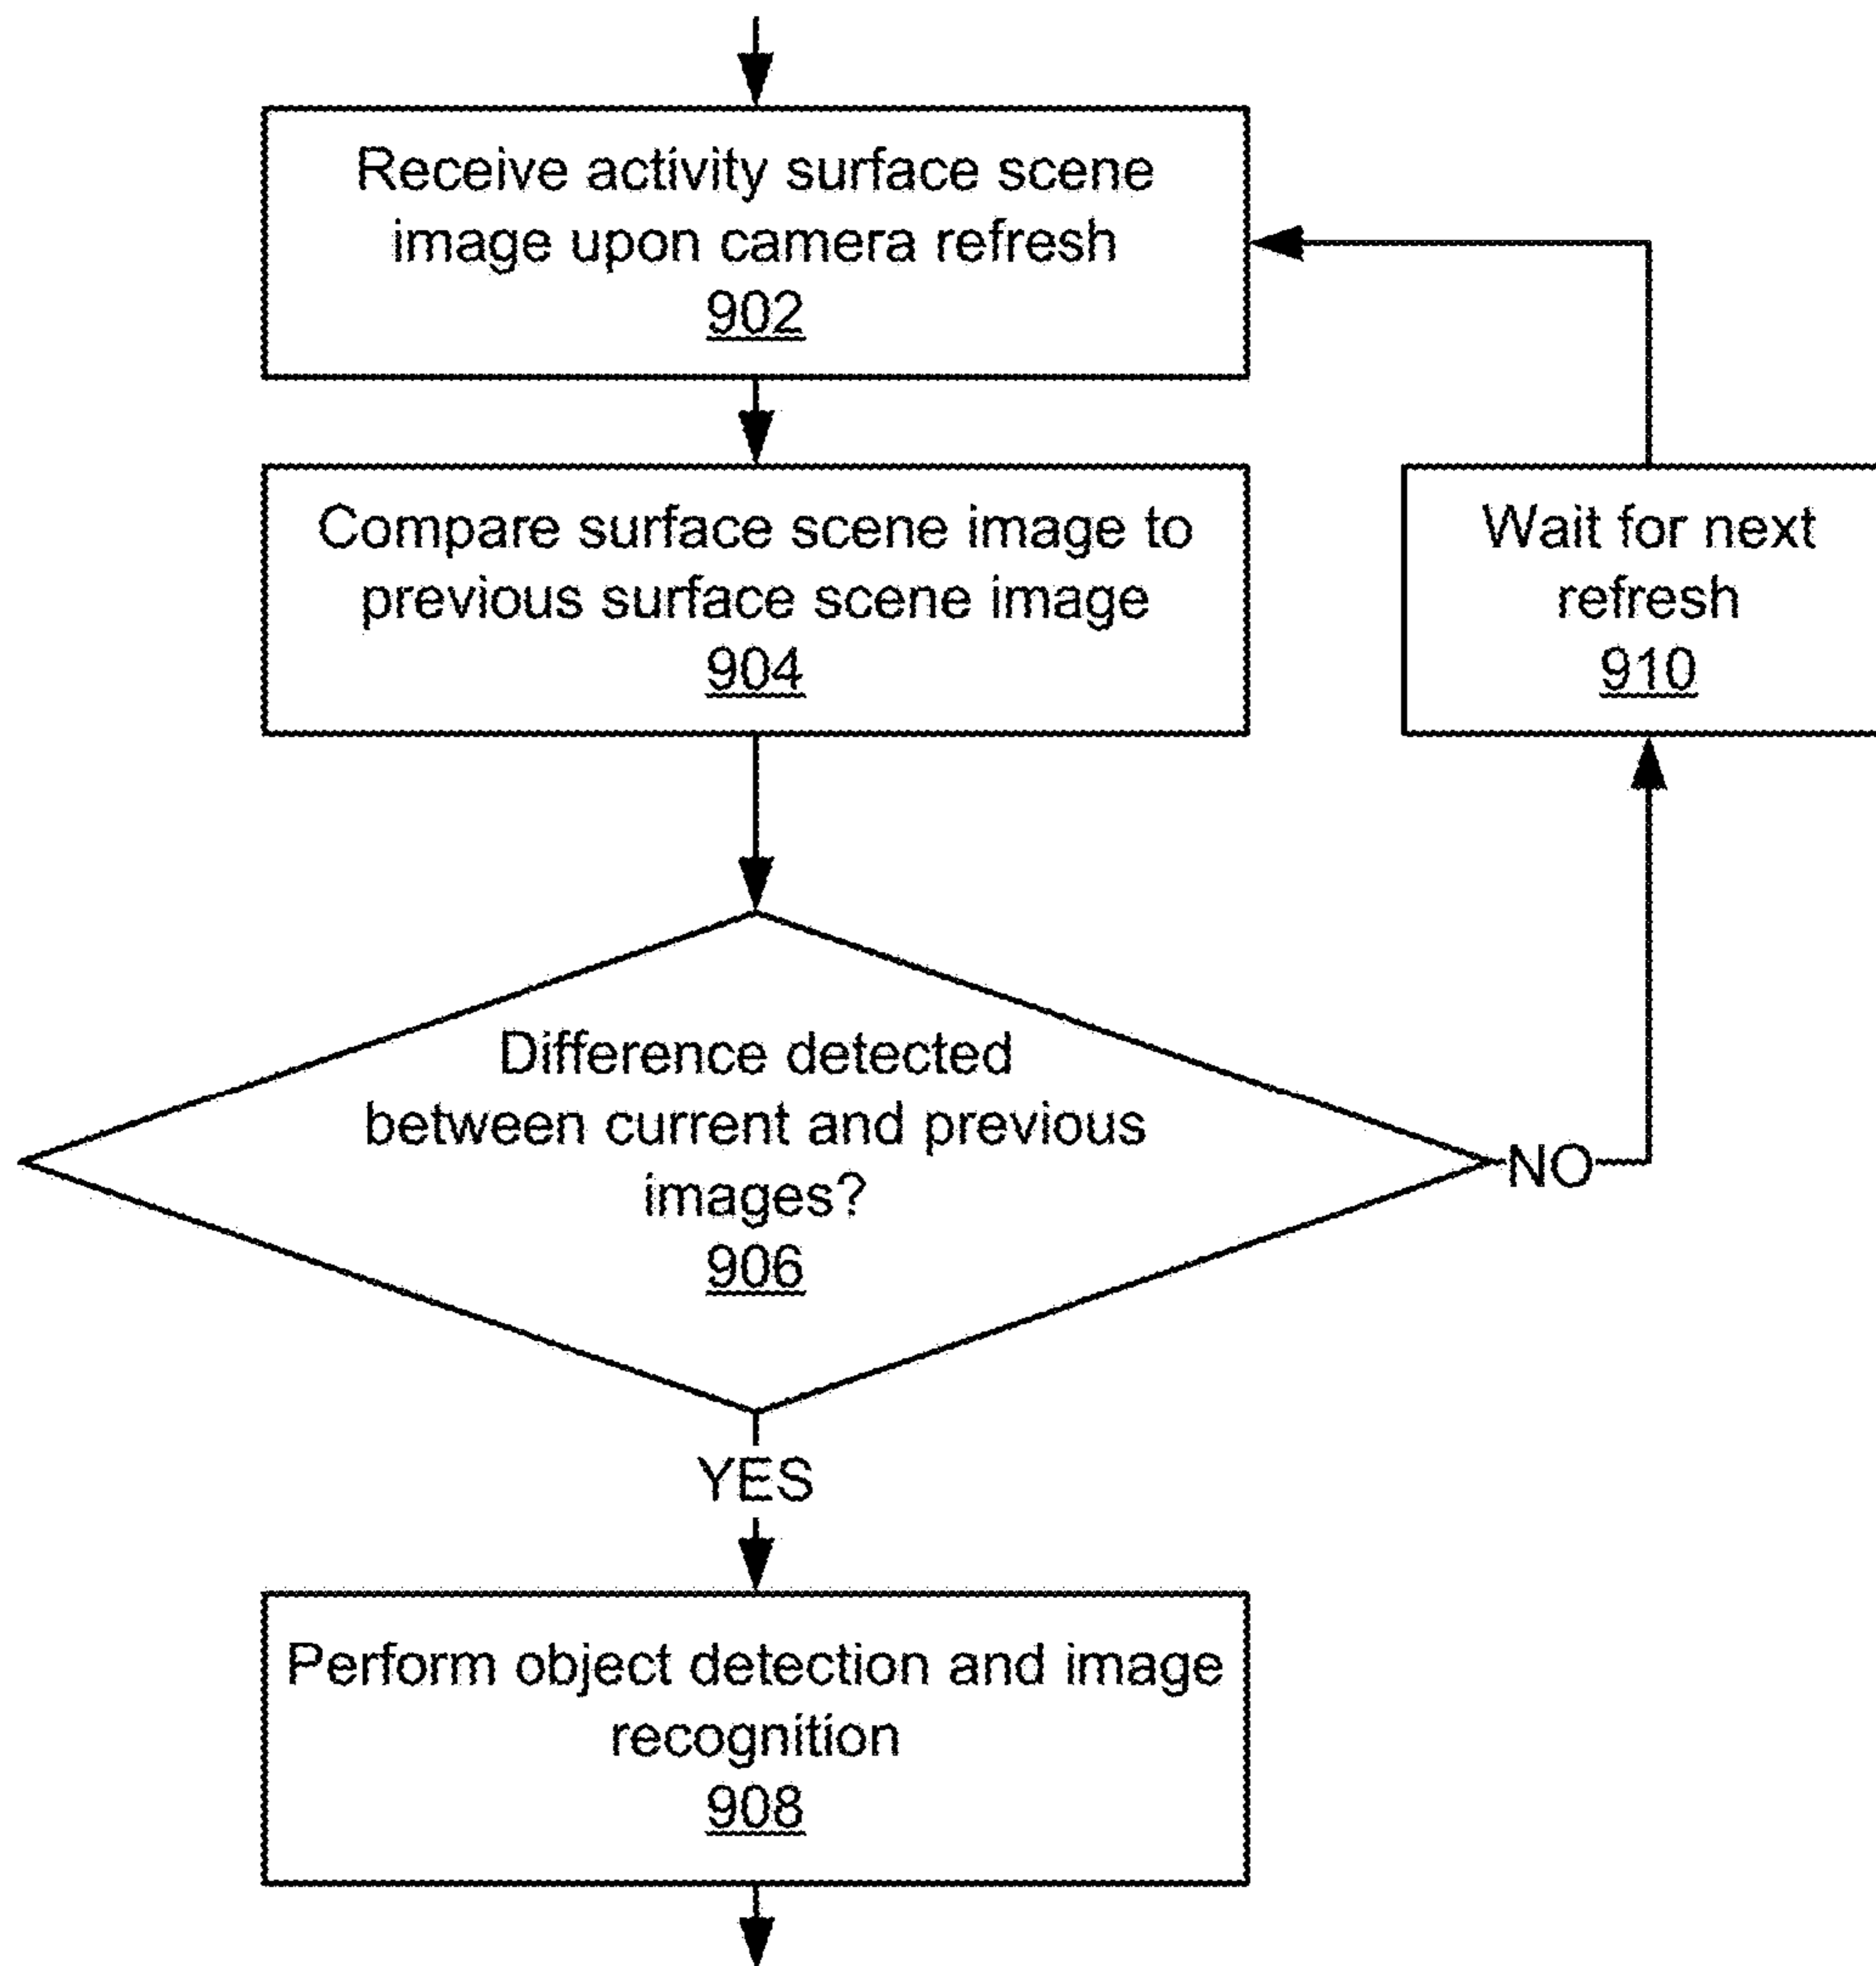 Receive activity surface scene
image upon camera refresh
902
Compare surface scene image to
previous surface scene image
904
Wait for next
refresh
910
Difference detected
between current and previous
images?
906
NO
YES
Perform object detection and image
recognition
908